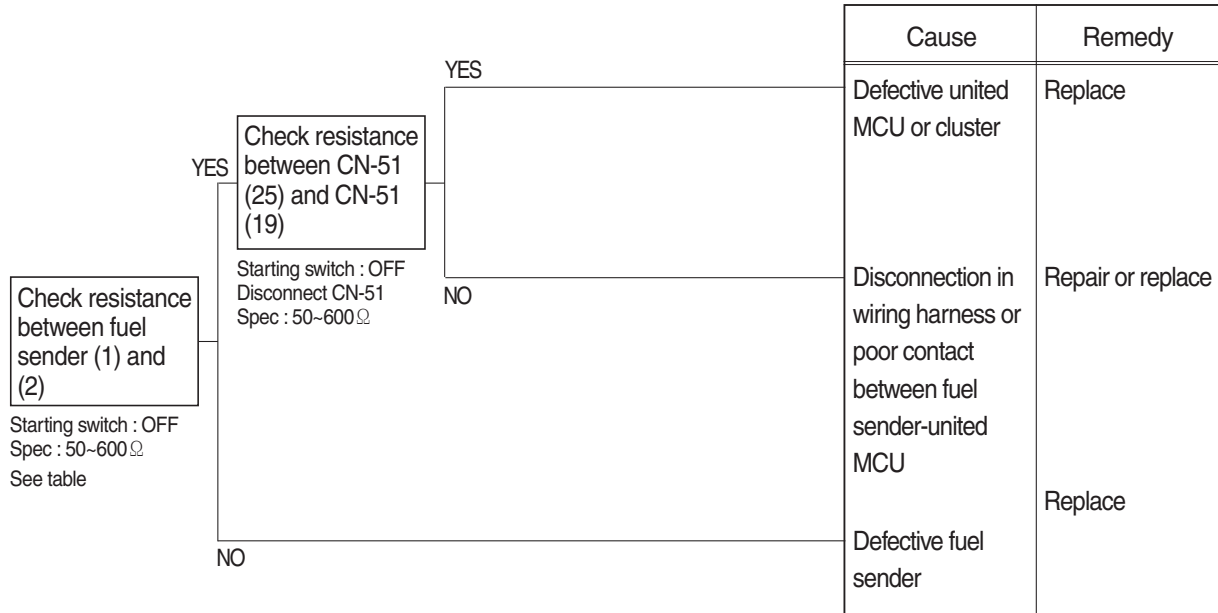 Cause
Remedy
YES
Defective united
MCU or cluster
Replace
YES
Check resistance
between CN-51
(25) and CN-51
(19)
Starting switch : OFF
Disconnect CN-51
Spec : 50~600Ω
NO
Disconnection in
wiring harness or
poor contact
between fuel
sender-united
MCU
Repair or replace
Check resistance
between fuel
sender (1) and
(2)
Starting switch : OFF
Spec : 50~600Ω
See table
NO
Defective fuel
sender
Replace